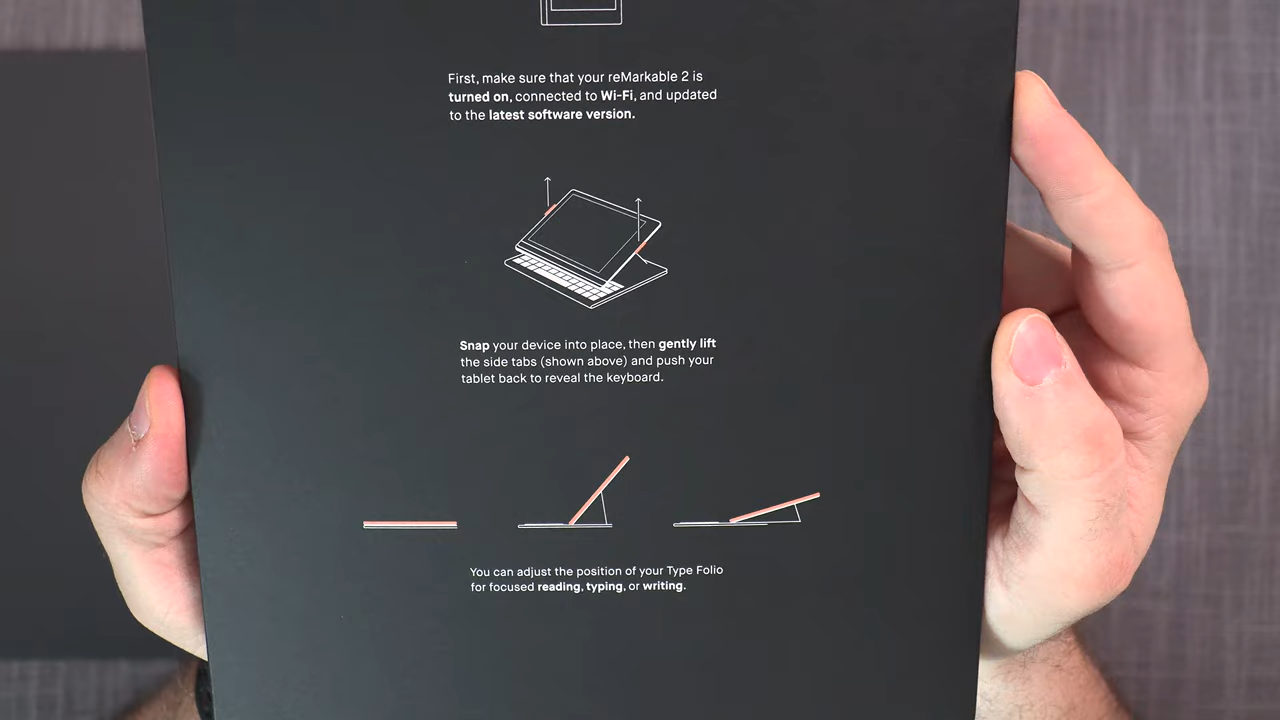 First, make sure that your reMarkable 2 is
turned on, connected to Wi-Fi, and updated
to the latest software version.
Snap your device into place, then gently lift
the side tabs (shown above) and push your
tablet back to reveal the keyboard.
You can adjust the position of your Type Folio
for focused reading, typing, or writing.